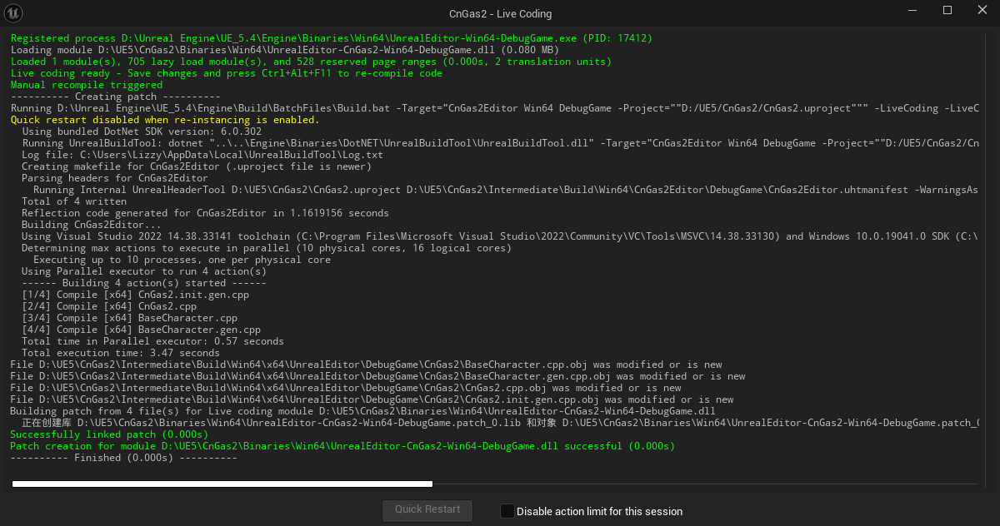 CnGas2 - Live Coding
Registered process D:\Unreal Engine\UE_5.4\Engine\Binaries\Win64\UnrealEditor-Win64-DebugGame.exe (PID: 17412)
Loading module D:\UE5\CnGas2\Binaries\Win64\UnrealEditor-CnGas2-Win64-DebugGame.dll (0.080 MB)
Loaded 1 module(s), 705 lazy load module(s), and 528 reserved page ranges (0.000s, 2 translation units)
Live coding ready - Save changes and press Ctrl+Alt+F11 to re-compile code
Manual recompile triggered
---------- Creating patch ----------
Running D:\Unreal Engine\UE_5.4\Engine\Build\BatchFiles\Build.bat -Target="CnGas2Editor Win64 DebugGame -Project=""D:/UE5/CnGas2/CnGas2.uproject""" -LiveCoding -LiveC
Quick restart disabled when re-instancing is enabled.
Using bundled DotNet SDK version: 6.0.302
Running UnrealBuildTool: dotnet "..\..\Engine\Binaries\DotNET\UnrealBuildTool\UnrealBuildTool.dll" -Target="CnGas2Editor Win64 DebugGame -Project=""D:/UE5/CnGas2/Cn
Log file: C:\Users\Lizzy\AppData\Local\UnrealBuildTool\Log.txt
Creating makefile for CnGas2Editor (.uproject file is newer)
Parsing headers for CnGas2Editor
Running Internal UnrealHeaderTool D:\UE5\CnGas2\CnGas2.uproject D:\UE5\CnGas2\Intermediate\Build\Win64\CnGas2Editor\DebugGame\CnGas2Editor.uhtmanifest -WarningsAs
Total of 4 written
Reflection code generated for CnGas2Editor in 1.1619156 seconds
Building CnGas2Editor...
Using Visual Studio 2022 14.38.33141 toolchain (C:\Program Files\Microsoft Visual Studio\2022\Community\VC\Tools\MSVC\14.38.33130) and Windows 10.0.19041.0 SDK (C:\
Determining max actions to execute in parallel (10 physical cores, 16 logical cores)
Executing up to 10 processes, one per physical core
Using Parallel executor to run 4 action(s)
------ Building 4 action(s) started ------
[1/4] Compile [x64] CnGas2.init.gen.cpp
[2/4] Compile [x64] CnGas2.cpp
[3/4] Compile [x64] BaseCharacter.cpp
[4/4] Compile [x64] BaseCharacter.gen.cpp
Total time in Parallel executor: 0.57 seconds
Total execution time: 3.47 seconds
File D:\UE5\CnGas2\Intermediate\Build\Win64\x64\UnrealEditor\DebugGame\CnGas2\BaseCharacter.cpp.obj was modified or is new
File D:\UE5\CnGas2\Intermediate\Build\Win64\x64\UnrealEditor\DebugGame\CnGas2\BaseCharacter.gen.cpp.obj was modified or is new
File D:\UE5\CnGas2\Intermediate\Build\Win64\x64\UnrealEditor\DebugGame\CnGas2\CnGas2.cpp.obj was modified or is new
File D:\UE5\CnGas2\Intermediate\Build\Win64\x64\UnrealEditor\DebugGame\CnGas2\CnGas2.init.gen.cpp.obj was modified or is new
Building patch from 4 file(s) for Live coding module D:\UE5\CnGas2\Binaries\Win64\UnrealEditor-CnGas2-Win64-DebugGame.dll
正在创建库 D:\UE5\CnGas2\Binaries\Win64\UnrealEditor-CnGas2-Win64-DebugGame.patch_0.lib 和对象 D:\UE5\CnGas2\Binaries\Win64\UnrealEditor-CnGas2-Win64-DebugGame.patch_0
Successfully linked patch (0.000s)
Patch creation for module D:\UE5\CnGas2\Binaries\Win64\UnrealEditor-CnGas2-Win64-DebugGame.dll successful (0.000s)
---------- Finished (0.000s) ----------
Quick Restart
Disable action limit for this session